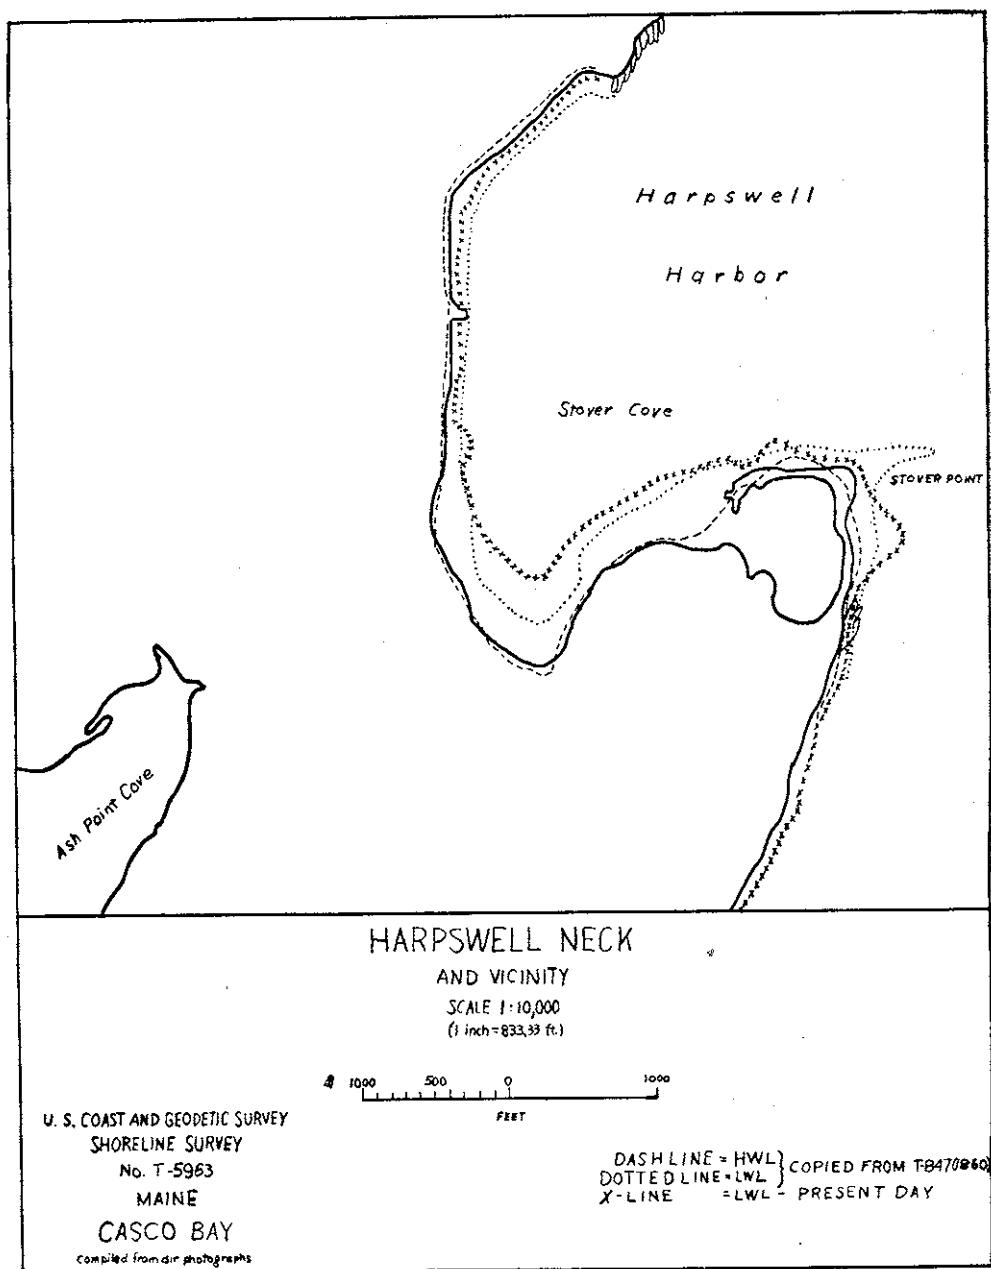 Harpswell
Harbor
Stover Cove
STOVER POINT
Ash Point Cove
HARPSWELL NECK
AND VICINITY
SCALE 1:10,000
(1 inch = 833.33 ft.)
1000 500 0 1000
FEET
U. S. COAST AND GEODETIC SURVEY
SHORELINE SURVEY
No. T-5963
MAINE
CASCO BAY
Compiled from air photographs
DASH LINE = HWL } COPIED FROM
DOTTED LINE = LWL
X-LINE = LWL - PRESENT DAY